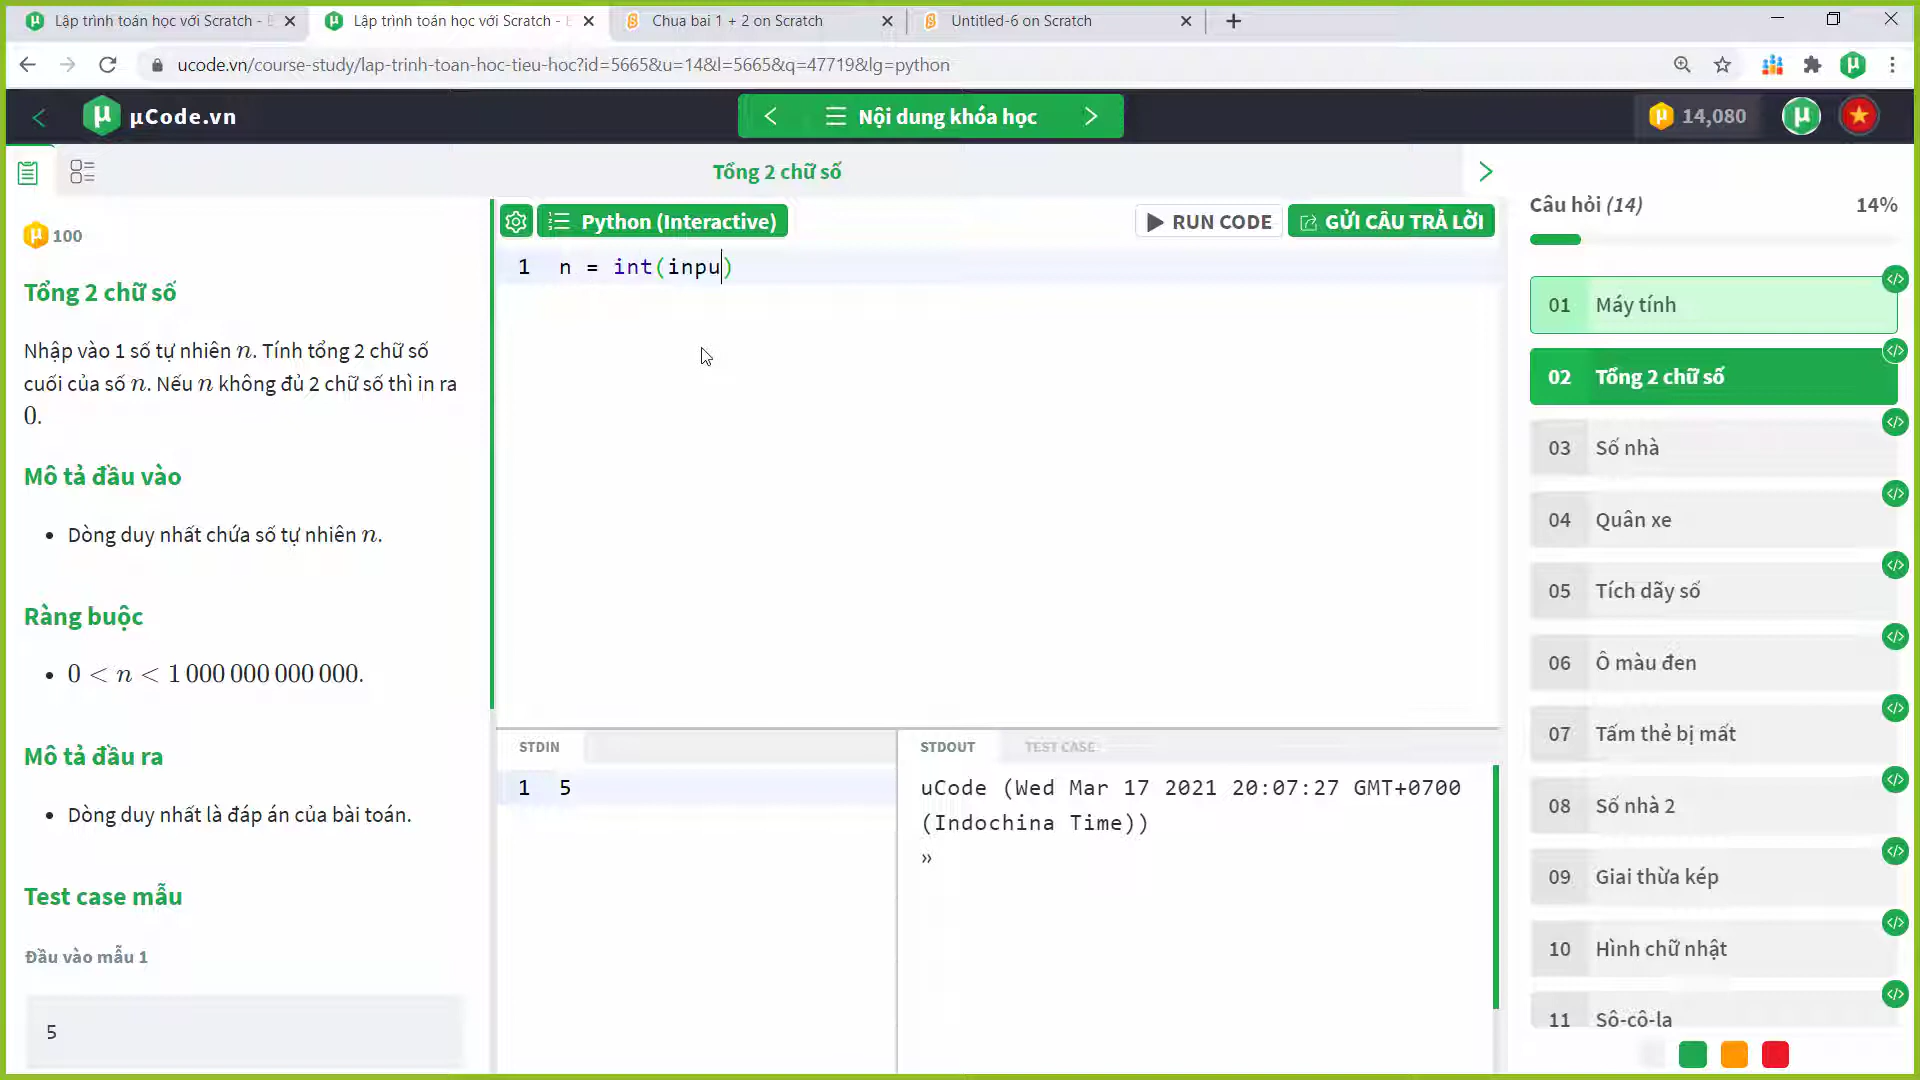 Lập trình toán học với Scratch - E
Lập trình toán học với Scratch - E
Chua bai 1 + 2 on Scratch
Untitled-6 on Scratch
ucode.vn/course-study/lap-trinh-toan-hoc-tieu-hoc?id=5665&u=14&l=5665&q=47719&lg=python
µCode.vn
Nội dung khóa học
14,080
Tổng 2 chữ số
100
Tổng 2 chữ số
Nhập vào 1 số tự nhiên n. Tính tổng 2 chữ số
cuối của số n. Nếu n không đủ 2 chữ số thì in ra
0.
Mô tả đầu vào
• Dòng duy nhất chứa số tự nhiên n.
Ràng buộc
• 0 < n < 1 000 000 000 000.
Mô tả đầu ra
• Dòng duy nhất là đáp án của bài toán.
Test case mẫu
Đầu vào mẫu 1
5
Python (Interactive)
RUN CODE
GỬI CÂU TRẢ LỜI
1 n = int(inpu)
STDIN
1 5
STDOUT
TEST CASE
uCode (Wed Mar 17 2021 20:07:27 GMT+0700
(Indochina Time))
»
Câu hỏi (14)
14%
01 Máy tính
02 Tổng 2 chữ số
03 Số nhà
04 Quân xe
05 Tích dãy số
06 Ô màu đen
07 Tấm thẻ bị mất
08 Số nhà 2
09 Giai thừa kép
10 Hình chữ nhật
11 Sô-cô-la